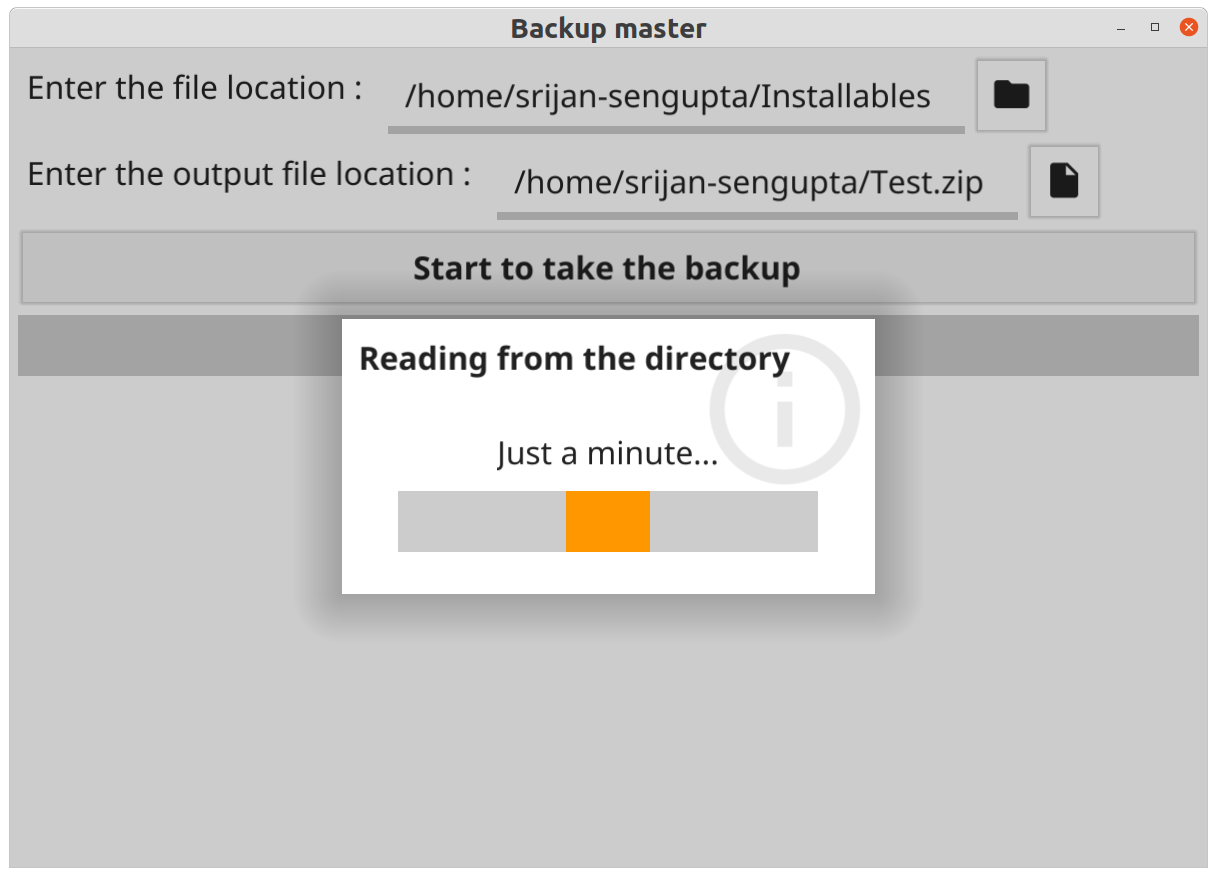 Backup master
Enter the file location :
/home/srijan-sengupta/Installables
Enter the output file location :
/home/srijan-sengupta/Test.zip
Start to take the backup
Reading from the directory
Just a minute...